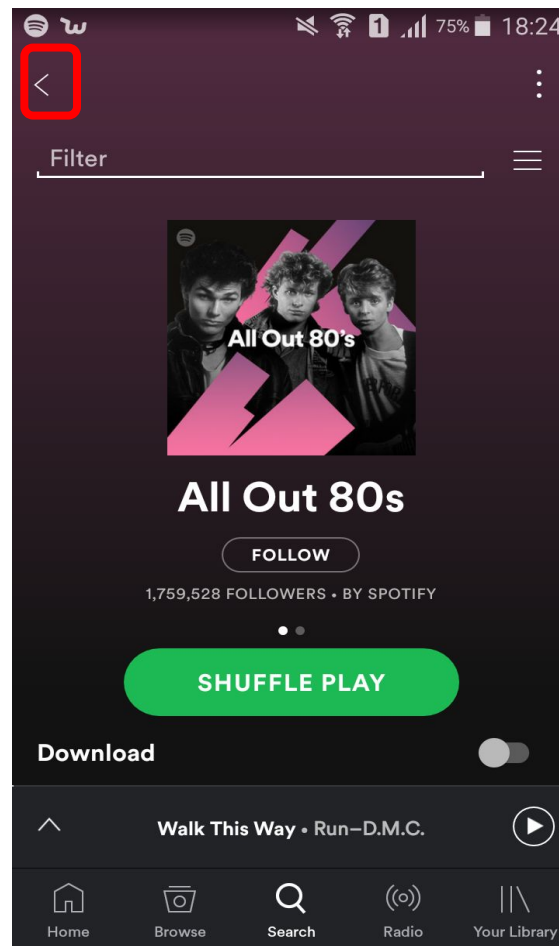 1 75% 18:24
Filter
All Out 80's
All Out 80s
FOLLOW
1,759,528 FOLLOWERS • BY SPOTIFY
SHUFFLE PLAY
Download
Walk This Way • Run–D.M.C.
Home Browse Search Radio Your Library